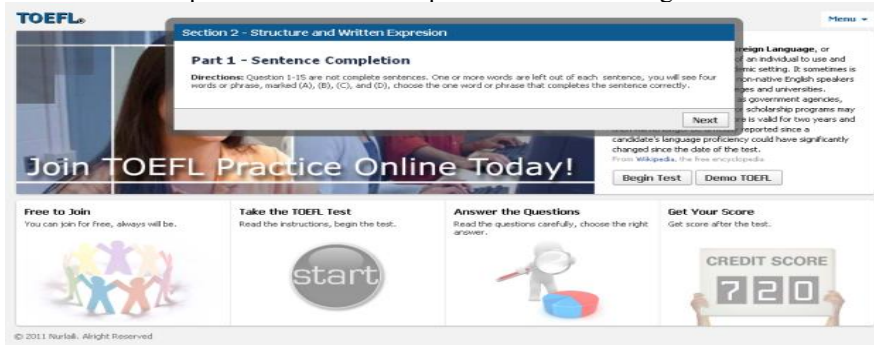 TOEFL®
Menu
Section 2 - Structure and Written Expresion
Part 1 - Sentence Completion
Directions: Question 1-15 are not complete sentences. One or more words are left out of each sentence, you will see four
words or phrase, marked (A), (B), (C), and (D), choose the one word or phrase that completes the sentence correctly.
Next
oreign Language, or
of an individual to use and
emic setting. It sometimes is
non-native English speakers
ges and universities.
as government agencies,
scholarship programs may
re is valid for two years and
reported since a
candidate's language proficiency could have significantly
changed since the date of the test.
From Wikipedia, the free encyclopedia
Join TOEFL Practice Online Today!
Begin Test
Demo TOEFL
Free to Join
You can join for free, always will be.
Take the TOEFL Test
Read the instructions, begin the test.
start
Answer the Questions
Read the questions carefully, choose the right
answer.
Get Your Score
Get score after the test.
CREDIT SCORE
720
© 2011 Nurlaili. Alright Reserved